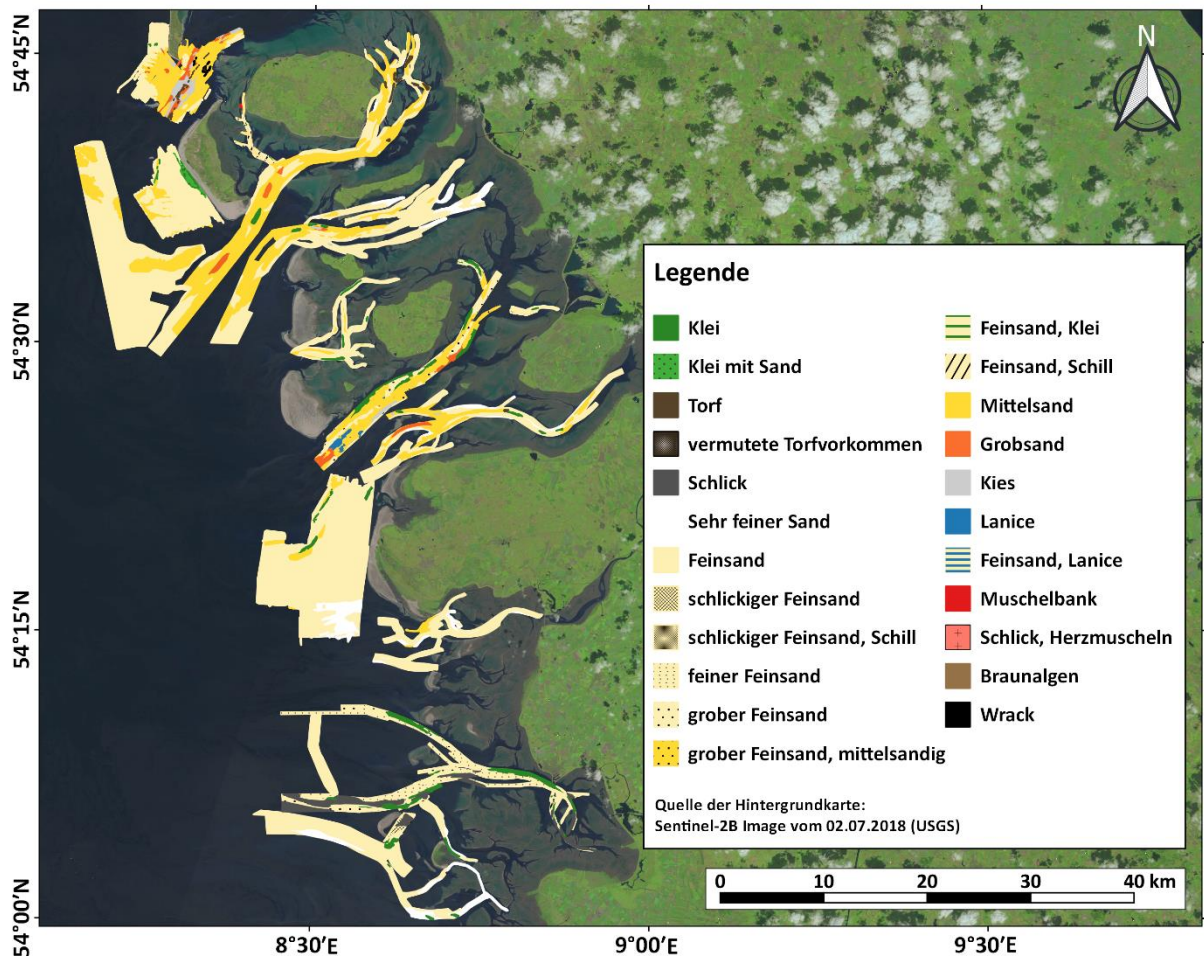 N
54°45'N
54°30'N
54°15'N
54°00'N
Legende
Klei
Klei mit Sand
Torf
vermutete Torfvorkommen
Schlick
Sehr feiner Sand
Feinsand
schlickiger Feinsand
schlickiger Feinsand, Schill
feiner Feinsand
grober Feinsand
grober Feinsand, mittelsandig
Feinsand, Klei
Feinsand, Schill
Mittelsand
Grobsand
Kies
Lanice
Feinsand, Lanice
Muschelbank
Schlick, Herzmuscheln
Braunalgen
Wrack
Quelle der Hintergrundkarte:
Sentinel-2B Image vom 02.07.2018 (USGS)
0 10 20 30 40 km
8°30'E 9°00'E 9°30'E